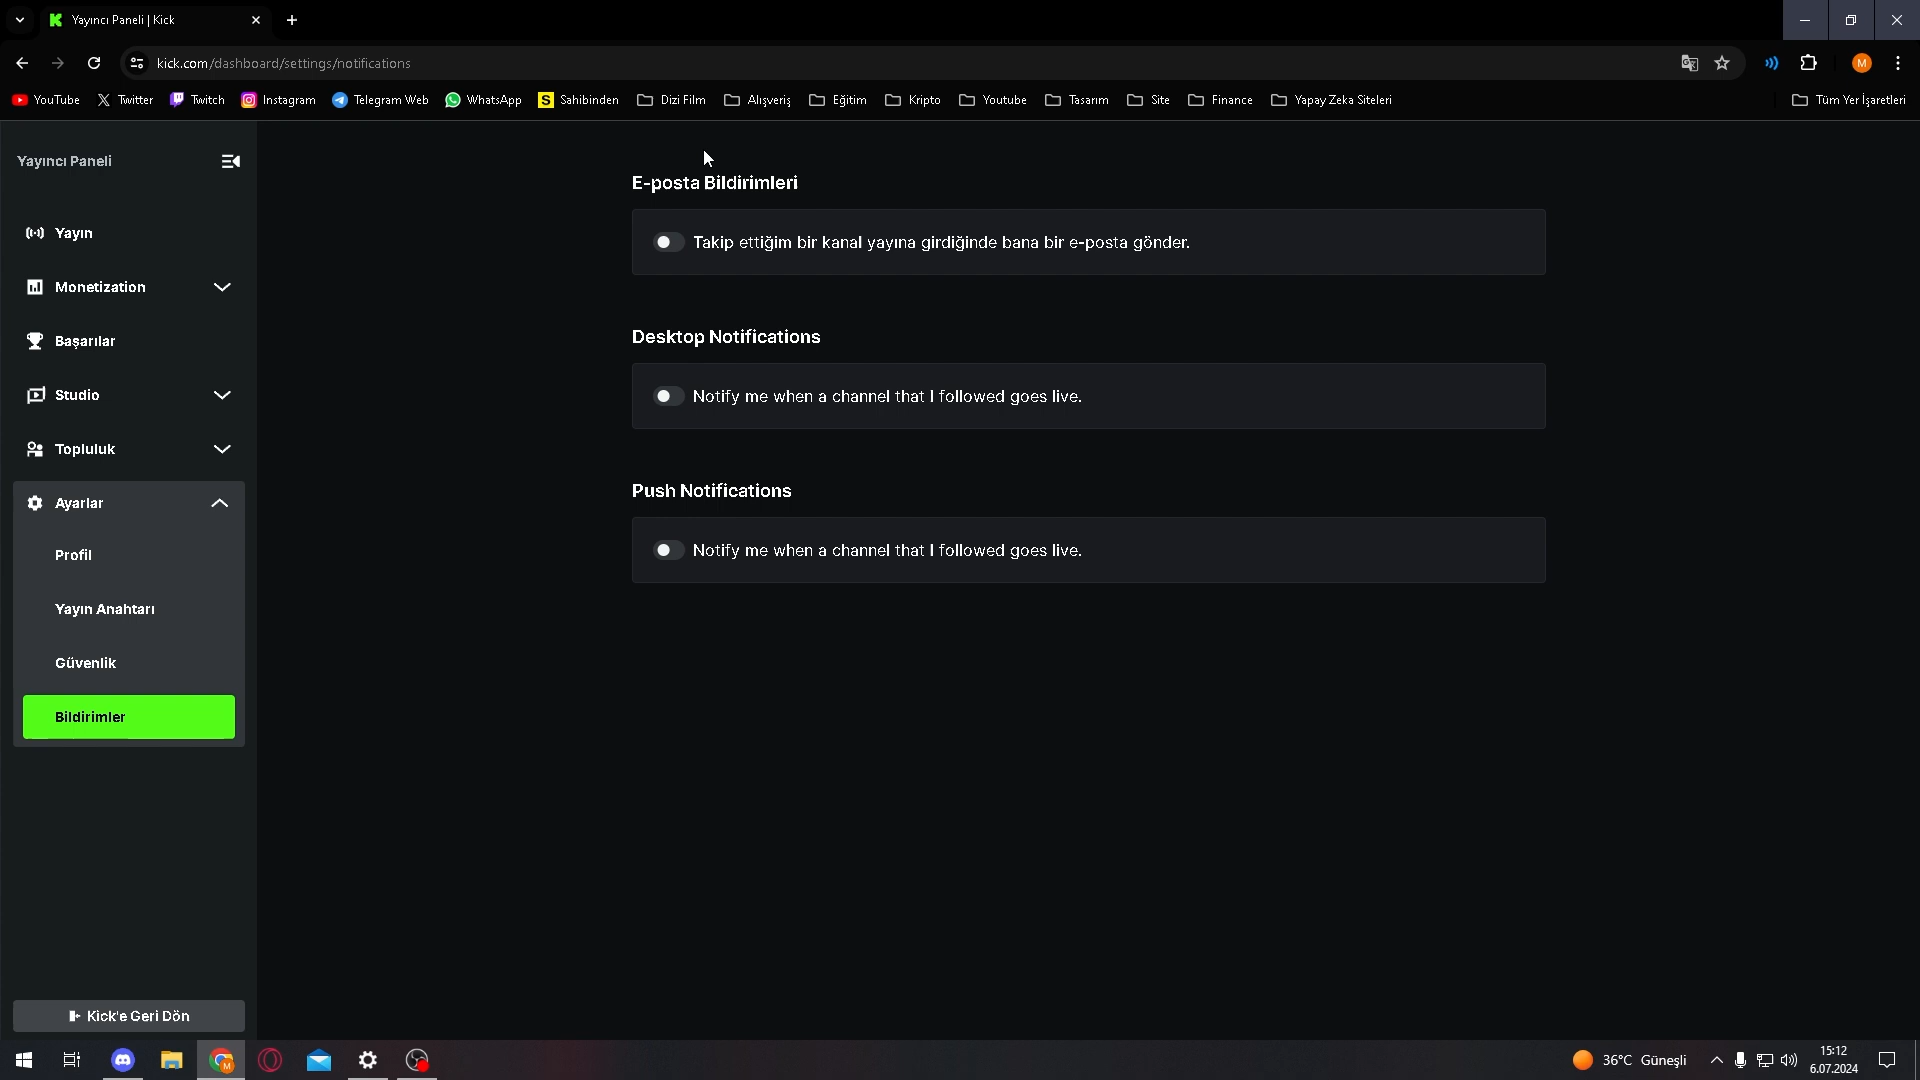 Yayıncı Paneli | Kick
kick.com/dashboard/settings/notifications
M
YouTube Twitter Twitch Instagram Telegram Web WhatsApp S Sahibinden Dizi Film Alışveriş Eğitim Kripto Youtube Tasarım Site Finance Yapay Zeka Siteleri Tüm Yer İşaretleri
Yayıncı Paneli
Yayın
Monetization
Başarılar
Studio
Topluluk
Ayarlar
Profil
Yayın Anahtarı
Güvenlik
Bildirimler
Kick'e Geri Dön
E-posta Bildirimleri
Takip ettiğim bir kanal yayına girdiğinde bana bir e-posta gönder.
Desktop Notifications
Notify me when a channel that I followed goes live.
Push Notifications
Notify me when a channel that I followed goes live.
36°C Güneşli
15:12
6.07.2024